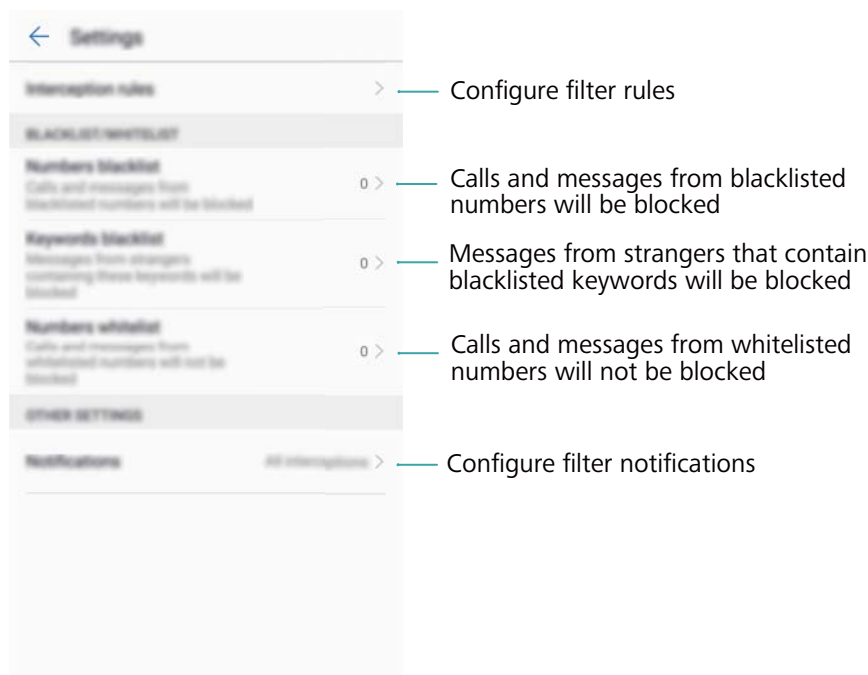 Settings
Interception rules
Configure filter rules
BLACKLIST/WHITELIST
Numbers blacklist
Calls and messages from
blacklisted numbers will be blocked
0
Calls and messages from blacklisted
numbers will be blocked
Keywords blacklist
Messages from strangers
containing these keywords will be
blocked
0
Messages from strangers that contain
blacklisted keywords will be blocked
Numbers whitelist
Calls and messages from
whitelisted numbers will not be
blocked
0
Calls and messages from whitelisted
numbers will not be blocked
OTHER SETTINGS
Notifications
All interceptions
Configure filter notifications